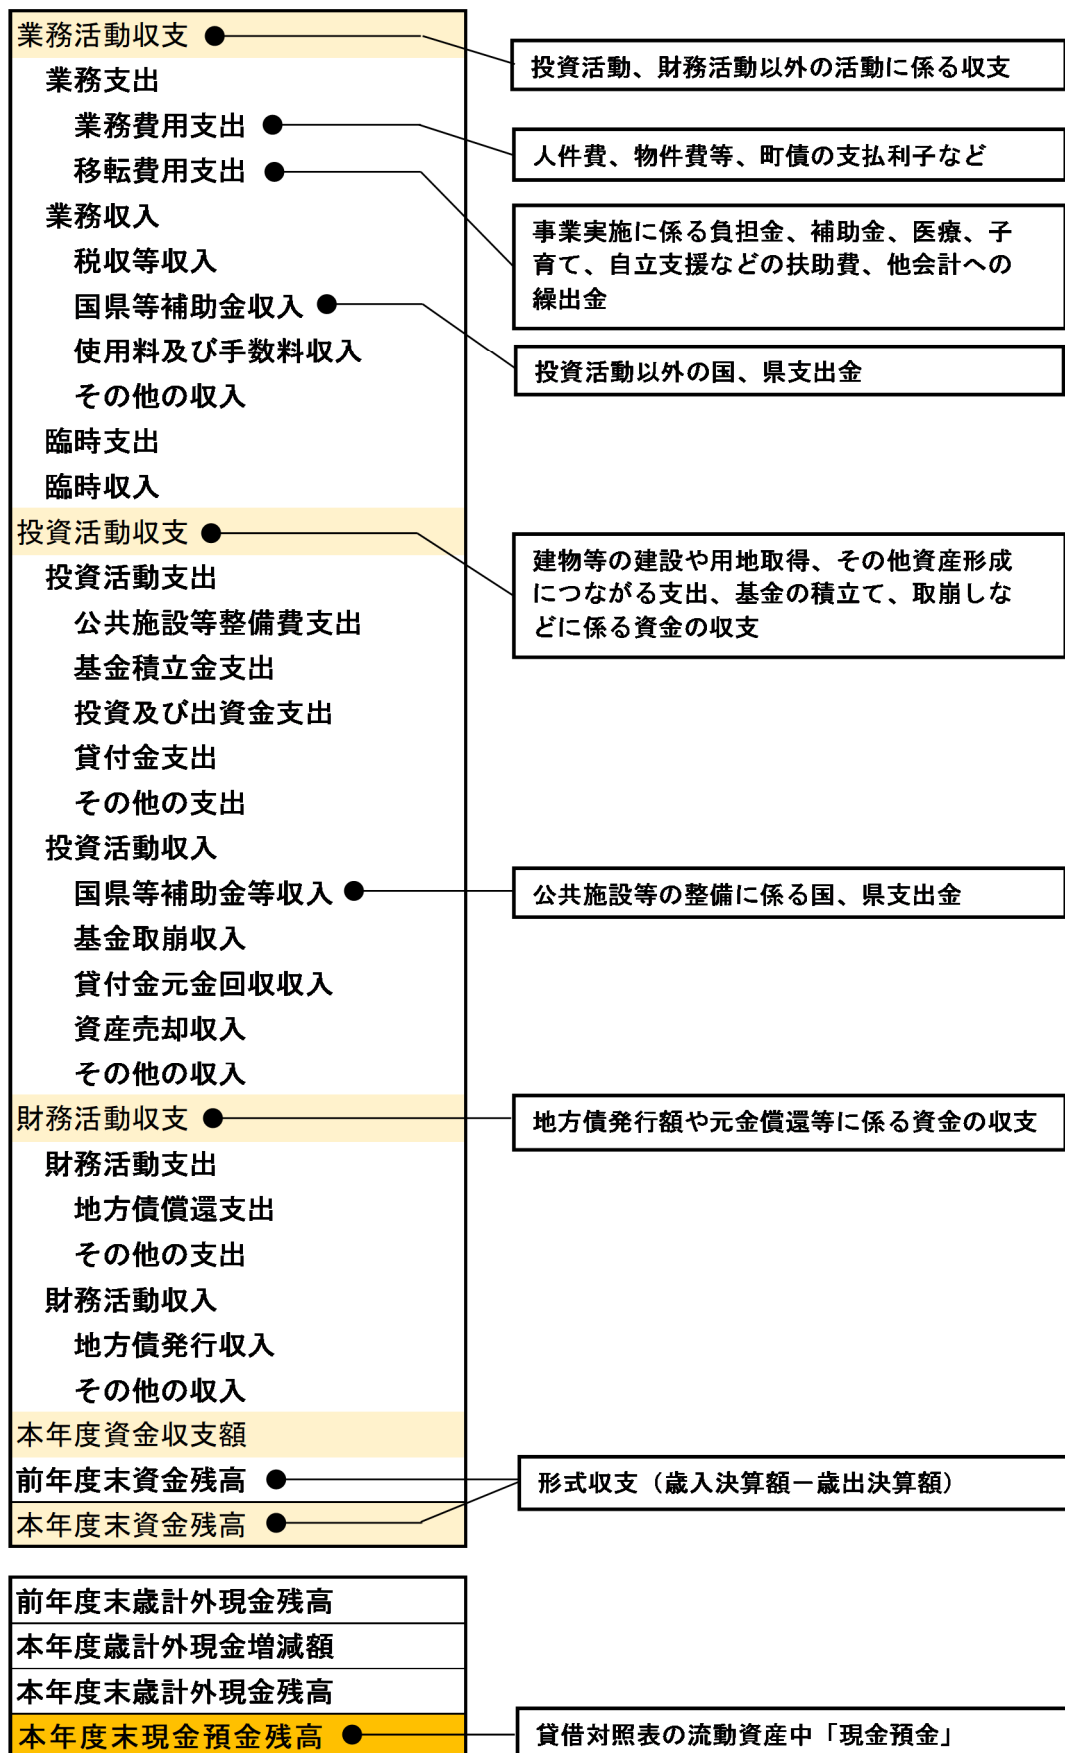 業務活動収支
投資活動、財務活動以外の活動に係る収支
業務支出
業務費用支出
人件費、物件費等、町債の支払利子など
移転費用支出
事業実施に係る負担金、補助金、医療、子
育て、自立支援などの扶助費、他会計への
繰出金
業務収入
税収等収入
国県等補助金収入
投資活動以外の国、県支出金
使用料及び手数料収入
その他の収入
臨時支出
臨時収入
投資活動収支
建物等の建設や用地取得、その他資産形成
につながる支出、基金の積立て、取崩しな
どに係る資金の収支
投資活動支出
公共施設等整備費支出
基金積立金支出
投資及び出資金支出
貸付金支出
その他の支出
投資活動収入
国県等補助金等収入
公共施設等の整備に係る国、県支出金
基金取崩収入
貸付金元金回収収入
資産売却収入
その他の収入
財務活動収支
地方債発行額や元金償還等に係る資金の収支
財務活動支出
地方債償還支出
その他の支出
財務活動収入
地方債発行収入
その他の収入
本年度資金収支額
前年度末資金残高
形式収支（歳入決算額－歳出決算額）
本年度末資金残高
前年度末歳計外現金残高
本年度歳計外現金増減額
本年度末歳計外現金残高
本年度末現金預金残高
貸借対照表の流動資産中「現金預金」